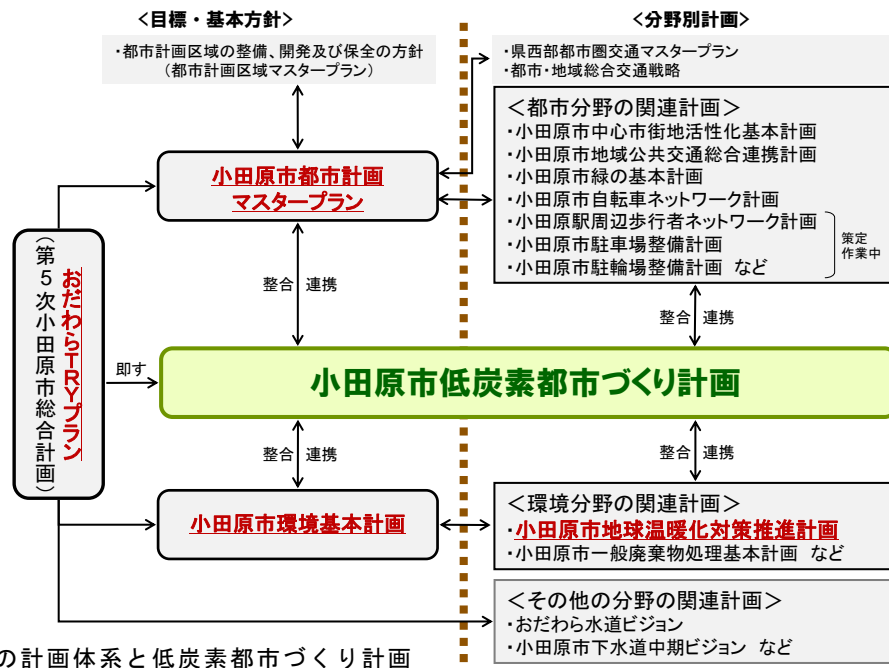 <目標・基本方針>
<分野別計画>
・都市計画区域の整備、開発及び保全の方針
(都市計画区域マスタープラン)
・県西部都市圏交通マスタープラン
・都市・地域総合交通戦略
<都市分野の関連計画>
・小田原市中心市街地活性化基本計画
・小田原市地域公共交通総合連携計画
・小田原市緑の基本計画
・小田原市自転車ネットワーク計画
・小田原駅周辺歩行者ネットワーク計画
・小田原市駐車場整備計画
・小田原市駐輪場整備計画 など
策定
作業中
小田原市都市計画
マスタープラン
整合 連携
整合 連携
おだわらTRYプラン
(第5次小田原市総合計画)
即す
小田原市低炭素都市づくり計画
整合 連携
整合 連携
小田原市環境基本計画
<環境分野の関連計画>
・小田原市地球温暖化対策推進計画
・小田原市一般廃棄物処理基本計画 など
<その他の分野の関連計画>
・おだわら水道ビジョン
・小田原市下水道中期ビジョン など
の計画体系と低炭素都市づくり計画